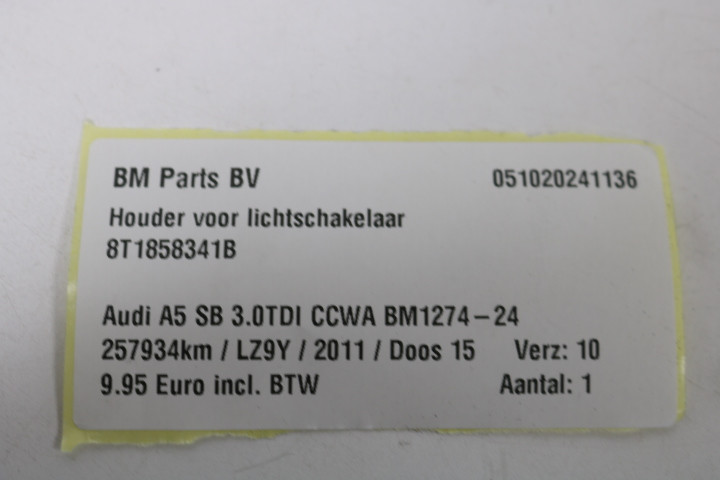 BM Parts BV 051020241136
Houder voor lichtschakelaar
8T1858341B
Audi A5 SB 3.0TDI CCWA BM1274-24
257934km / LZ9Y / 2011 / Doos 15 Verz: 10
9.95 Euro incl. BTW Aantal: 1